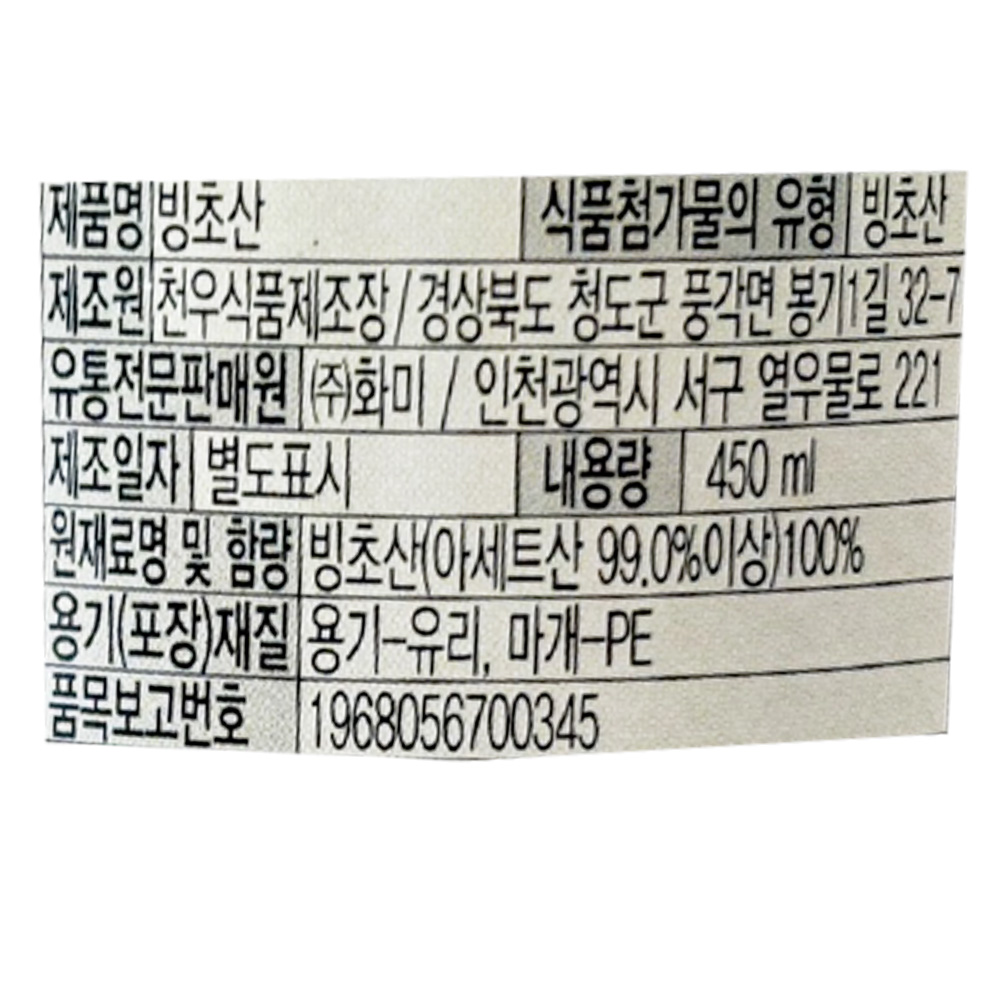 제품명 빙초산 식품첨가물의 유형 빙초산
제조원 천우식품제조장 / 경상북도 청도군 풍각면 봉기1길 32-7
유통전문판매원 ㈜화미 / 인천광역시 서구 열우물로 221
제조일자 별도표시 내용량 450 ml
원재료명 및 함량 빙초산(아세트산 99.0%이상)100%
용기(포장)재질 용기-유리, 마개-PE
품목보고번호 1968056700345